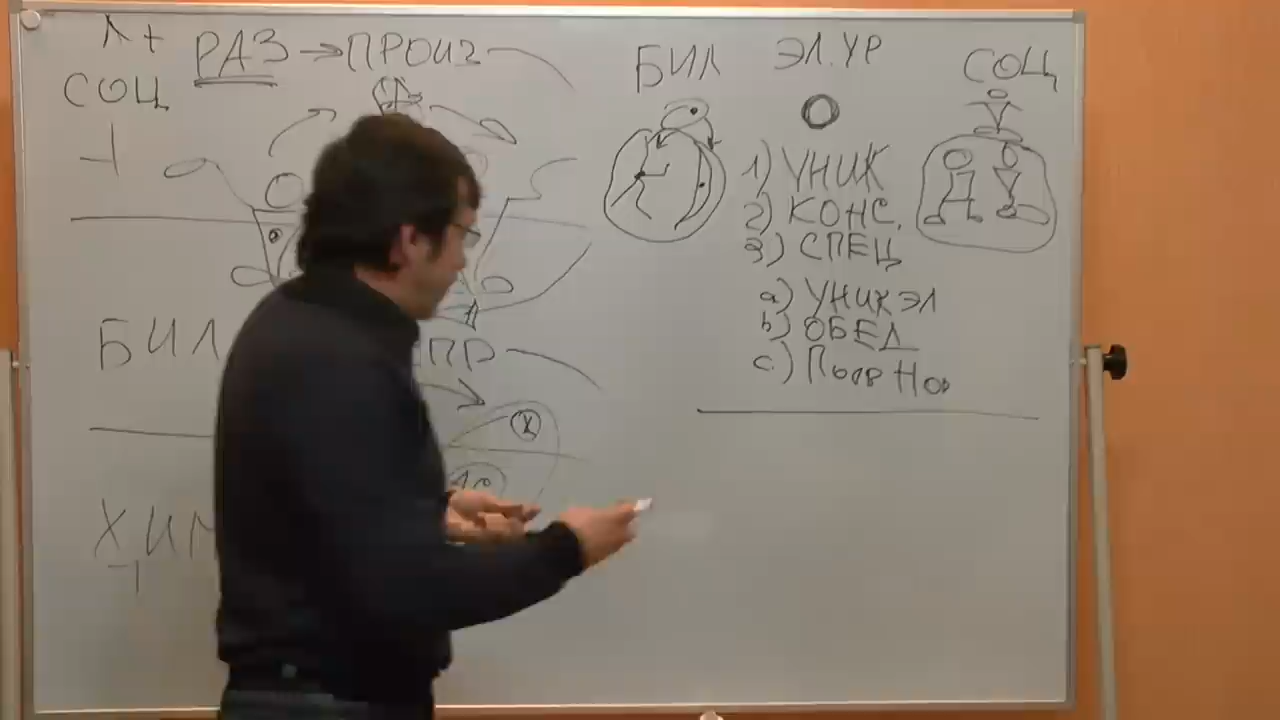 Λ +
РАЗ → ПРОИЗ
СОЦ
БИЛ
ПР
Х
ХИМ
БИЛ
ЭЛ. УР
СОЦ
1) УНИК
2) КОНС.
3) СПЕЦ
a) УНИК ЭЛ
b) ОБЕД
c)